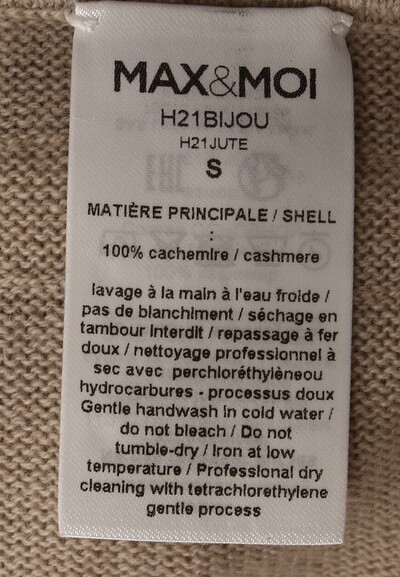 MAX&MOI
H21BIJOU
H21JUTE
S
MATIÈRE PRINCIPALE / SHELL
:
100% cachemire / cashmere
lavage à la main à l'eau froide /
pas de blanchiment / séchage en
tambour interdit / repassage à fer
doux / nettoyage professionnel à
sec avec perchloréthylèneou
hydrocarbures - processus doux
Gentle handwash in cold water /
do not bleach / Do not
tumble-dry / Iron at low
temperature / Professional dry
cleaning with tetrachlorethylene
gentle process